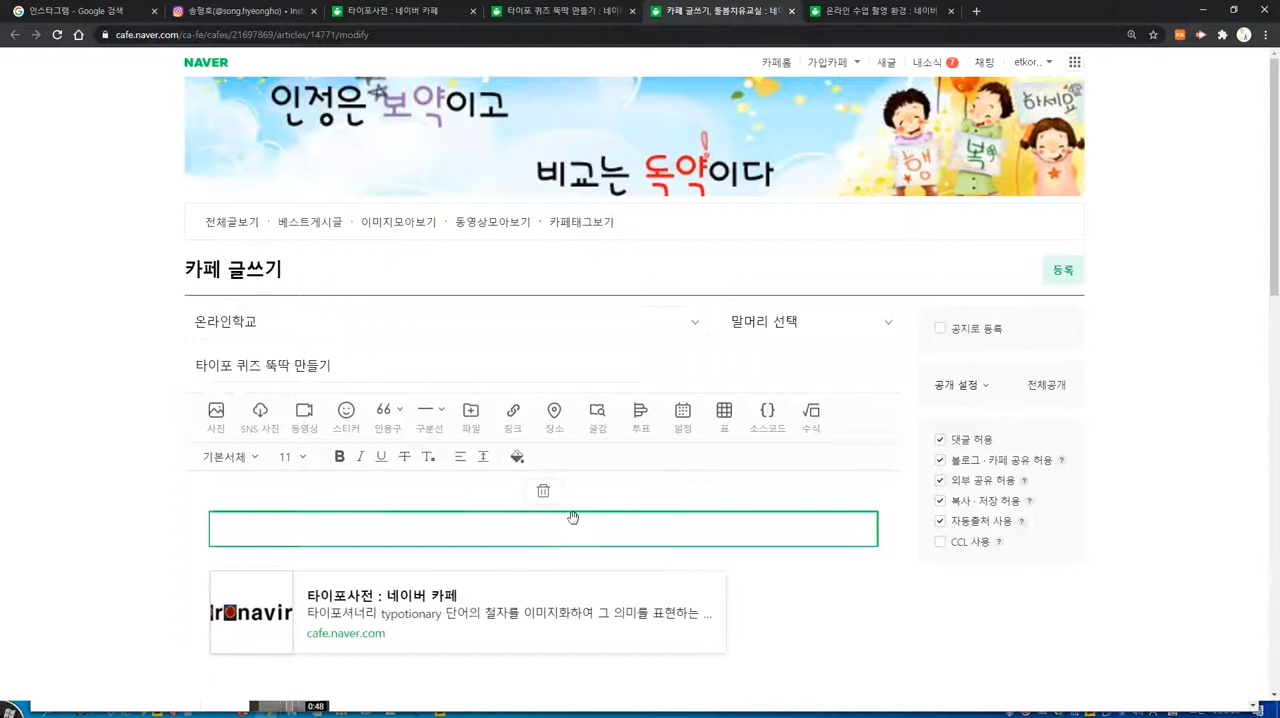 인스타그램 - Google 검색
송형호(@song.hyeongho) • Inst
타이포사전 : 네이버 카페
타이포 퀴즈 뚝딱 만들기 : 네이버
카페 글쓰기, 돌봄치유교실 : 네이
온라인 수업 촬영 환경 : 네이버
cafe.naver.com/ca-fe/cafes/21697869/articles/14771/modify
NAVER
카페홈 가입카페 새글 내소식 7 채팅 etkor..
인정은 보약이고
비교는 독약이다
행 복 하세요
전체글보기 · 베스트게시글 · 이미지모아보기 · 동영상모아보기 · 카페태그보기
카페 글쓰기
등록
온라인학교 말머리 선택
공지로 등록
타이포 퀴즈 뚝딱 만들기
공개 설정 전체공개
사진 SNS 사진 동영상 스티커 인용구 구분선 파일 링크 장소 글감 투표 일정 표 소스코드 수식
기본서체 11 B I U T T.
댓글 허용
블로그 · 카페 공유 허용 ?
외부 공유 허용 ?
복사 · 저장 허용 ?
자동출처 사용 ?
CCL 사용 ?
ronavir
타이포사전 : 네이버 카페
타이포셔너리 typotionary 단어의 철자를 이미지화하여 그 의미를 표현하는 ...
cafe.naver.com
0:48